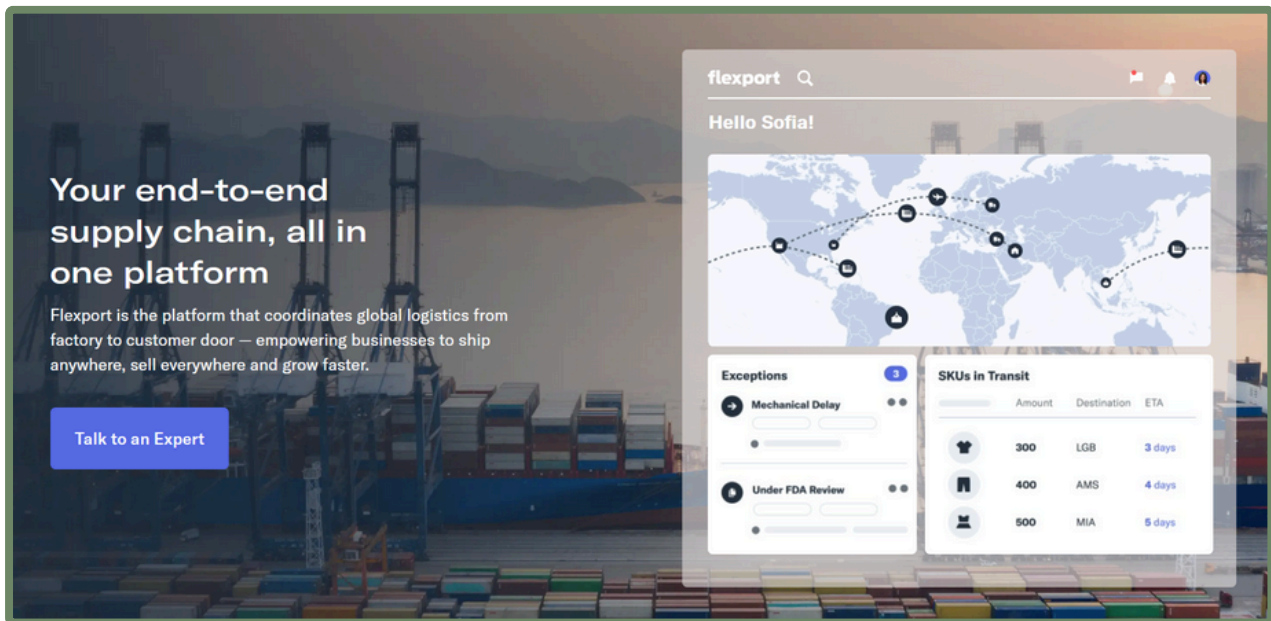 Your end-to-end
supply chain, all in
one platform
Flexport is the platform that coordinates global logistics from
factory to customer door — empowering businesses to ship
anywhere, sell everywhere and grow faster.
Talk to an Expert
flexport
Hello Sofia!
Exceptions 3
Mechanical Delay
Under FDA Review
SKUs in Transit
Amount Destination ETA
300 LGB 3 days
400 AMS 4 days
500 MIA 5 days